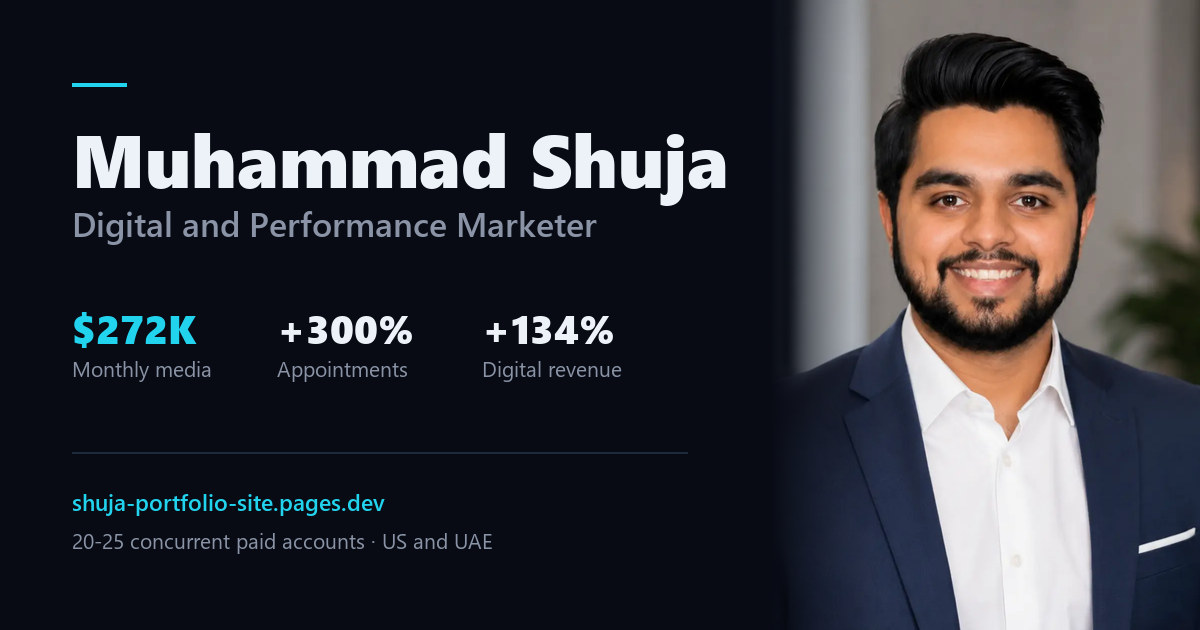 Muhammad Shuja
Digital and Performance Marketer
$272K +300% +134%
Monthly media Appointments Digital revenue
shuja-portfolio-site.pages.dev
20-25 concurrent paid accounts · US and UAE